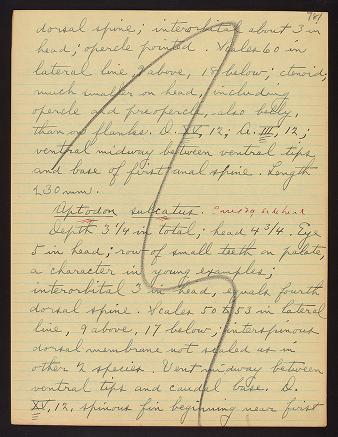 dorsal spine; interorbital about 3 in
head; opercle pointed. Scales 60 in
lateral line, 9 above, 18 below; ctenoid,
much smaller on head, including
opercle and preopercle, also belly,
than on flanks. D. XV, 12; A. III, 12;
ventral midway between ventral tips
and base of first anal spine. Length
230 mm.
Aptodon sulcatus.
Depth 3 1/4 in total; head 4 3/4. Eye
5 in head; row of small teeth on palate,
a character in young examples;
interorbital 3 in head, equals fourth
dorsal spine. Scales 50 to 53 in lateral
line, 9 above, 17 below; interspinous
dorsal membrane not scaled as in
other 2 species. Vent midway between
ventral tips and caudal base. D.
XV, 12, spinous fin beginning near first